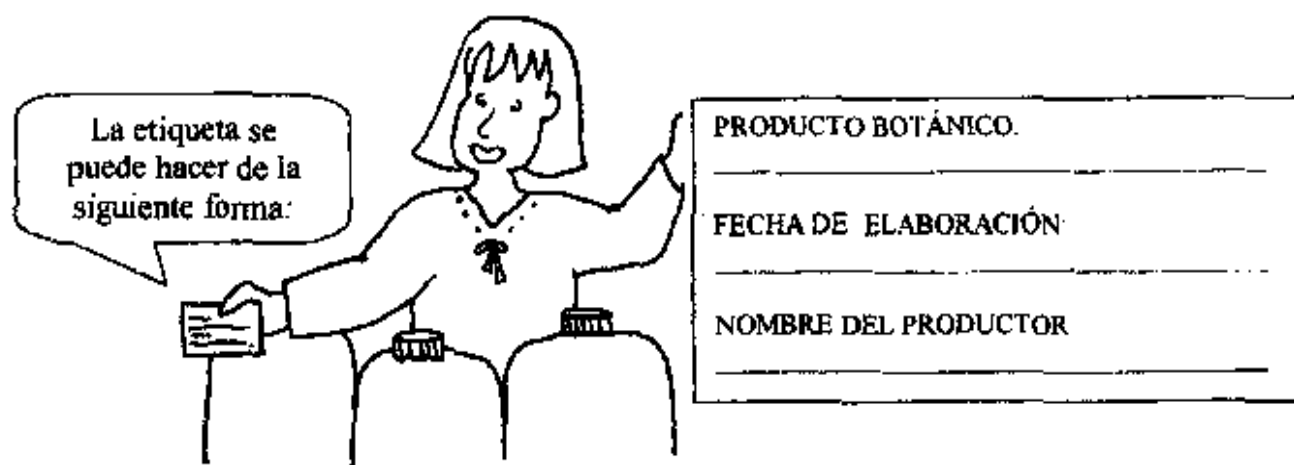 La etiqueta se
puede hacer de la
siguiente forma:
PRODUCTO BOTÁNICO.
FECHA DE ELABORACIÓN
NOMBRE DEL PRODUCTOR